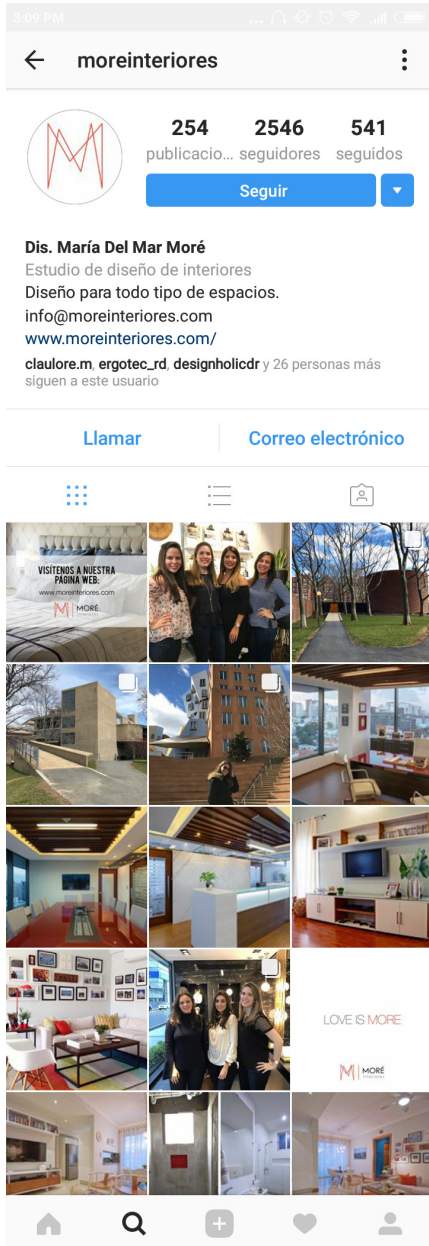 3:09 PM
moreinteriores
254 2546 541
publicacio... seguidores seguidos
Seguir
Dis. María Del Mar Moré
Estudio de diseño de interiores
Diseño para todo tipo de espacios.
info@moreinteriores.com
www.moreinteriores.com/
claulore.m, ergotec_rd, designholicdr y 26 personas más
siguen a este usuario
Llamar Correo electrónico
VISÍTENOS A NUESTRA
PÁGINA WEB:
www.moreinteriores.com
M MORÉ
LOVE IS MORE
M MORÉ